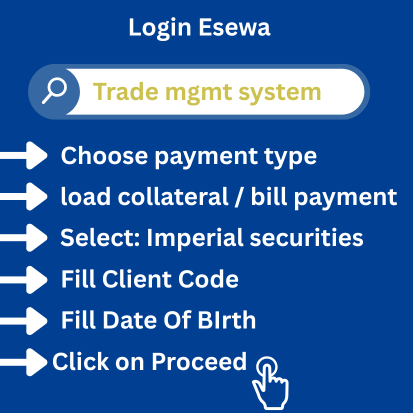 Login Esewa
Trade mgmt system
Choose payment type
load collateral / bill payment
Select: Imperial securities
Fill Client Code
Fill Date Of BIrth
Click on Proceed